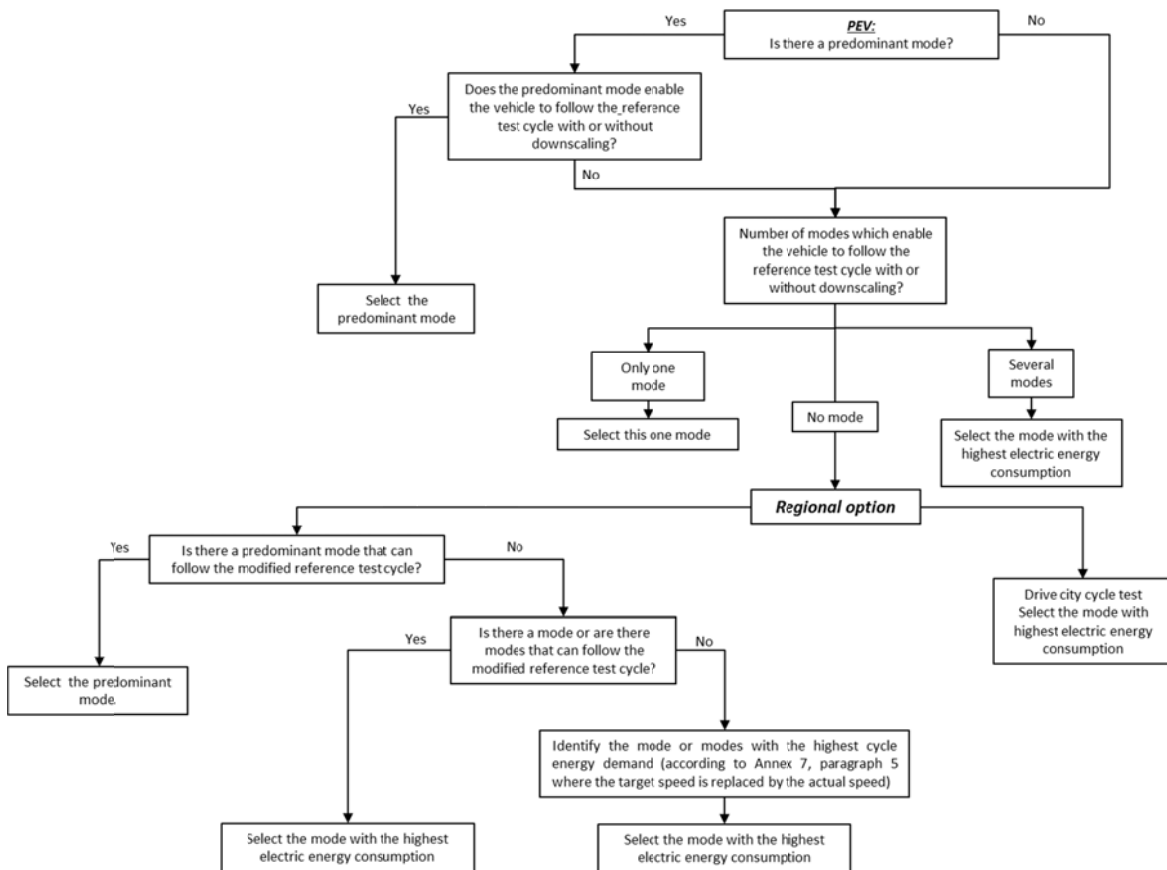 Yes
PEV:
Is there a predominant mode?
No
Does the predominant mode enable
the vehicle to follow the reference
test cycle with or without
downscaling?
Yes
No
Number of modes which enable
the vehicle to follow the
reference test cycle with or
without downscaling?
Select the
predominant mode
Only one
mode
Several
modes
No mode
Select this one mode
Select the mode with the
highest electric energy
consumption
Regional option
Yes
Is there a predominant mode that can
follow the modified reference test cycle?
No
Drive city cycle test
Select the mode with
highest electric energy
consumption
Yes
Is there a mode or are there
modes that can follow the
modified reference test cycle?
No
Select the predominant
mode.
Identify the mode or modes with the highest cycle
energy demand (according to Annex 7, paragraph 5
where the target speed is replaced by the actual speed)
Select the mode with the highest
electric energy consumption
Select the mode with the highest
electric energy consumption